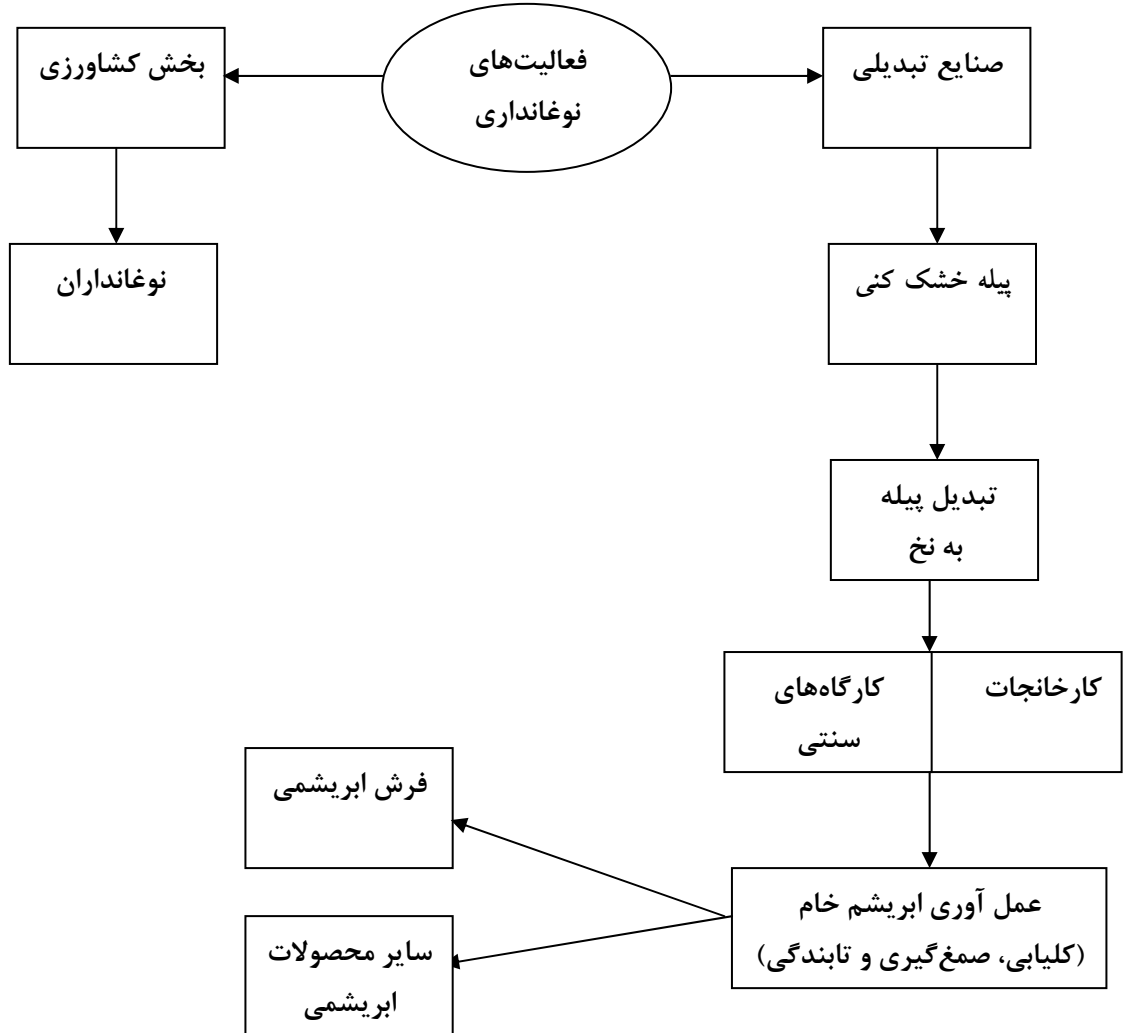 فعالیت‌های
نوغانداری
صنایع تبدیلی
بخش کشاورزی
پیله خشک کنی
نوغانداران
تبدیل پیله
به نخ
کارخانجات
کارگاه‌های
سنتی
فرش ابریشمی
عمل آوری ابریشم خام
(کلیابی، صمغ‌گیری و تابندگی)
سایر محصولات
ابریشمی